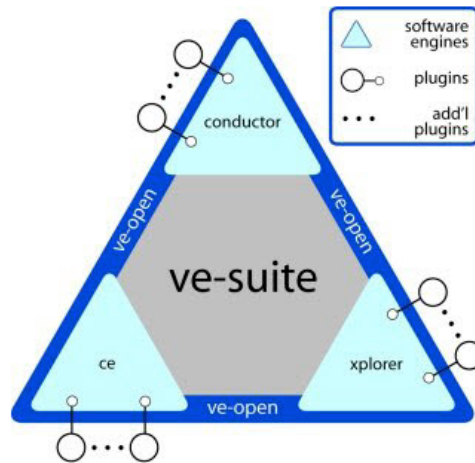 software
engines
plugins
add'l
plugins
conductor
ve-open
ve-open
ve-suite
ce
xplorer
ve-open